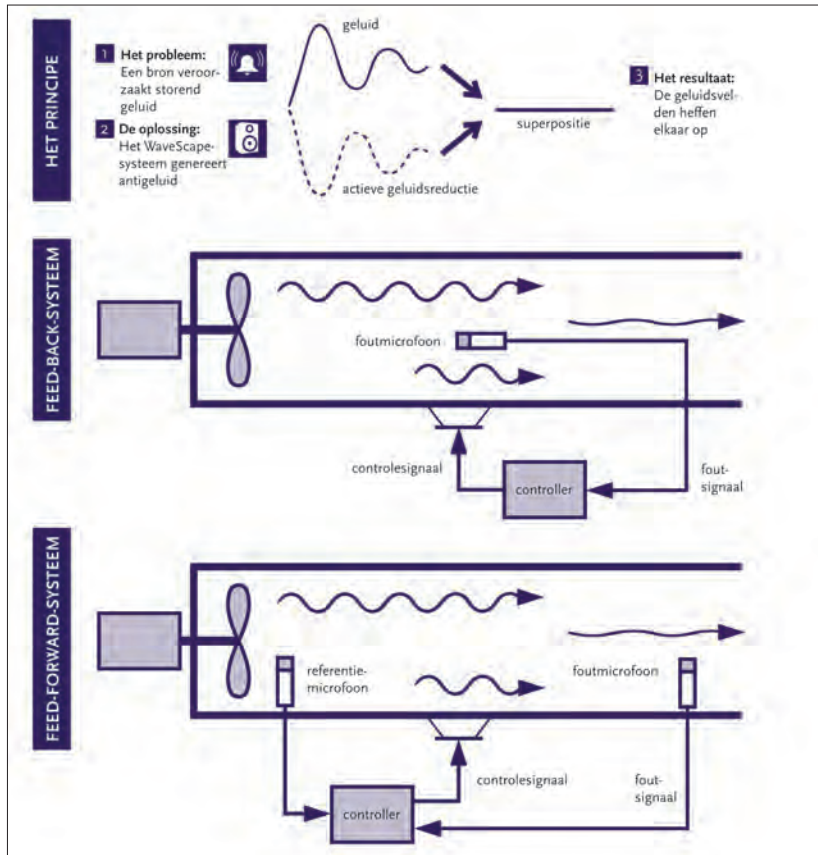 HET PRINCIPE
1 Het probleem:
Een bron veroor-
zaakt storend
geluid
2 De oplossing:
Het WaveScape-
systeem genereert
antigeluid
geluid
actieve geluidsreductie
superpositie
3 Het resultaat:
De geluidsvel-
den heffen
elkaar op
FEED-BACK-SYSTEEM
foutmicrofoon
controlesignaal
controller
fout-
signaal
FEED-FORWARD-SYSTEEM
referentie-
microfoon
foutmicrofoon
controlesignaal
controller
fout-
signaal